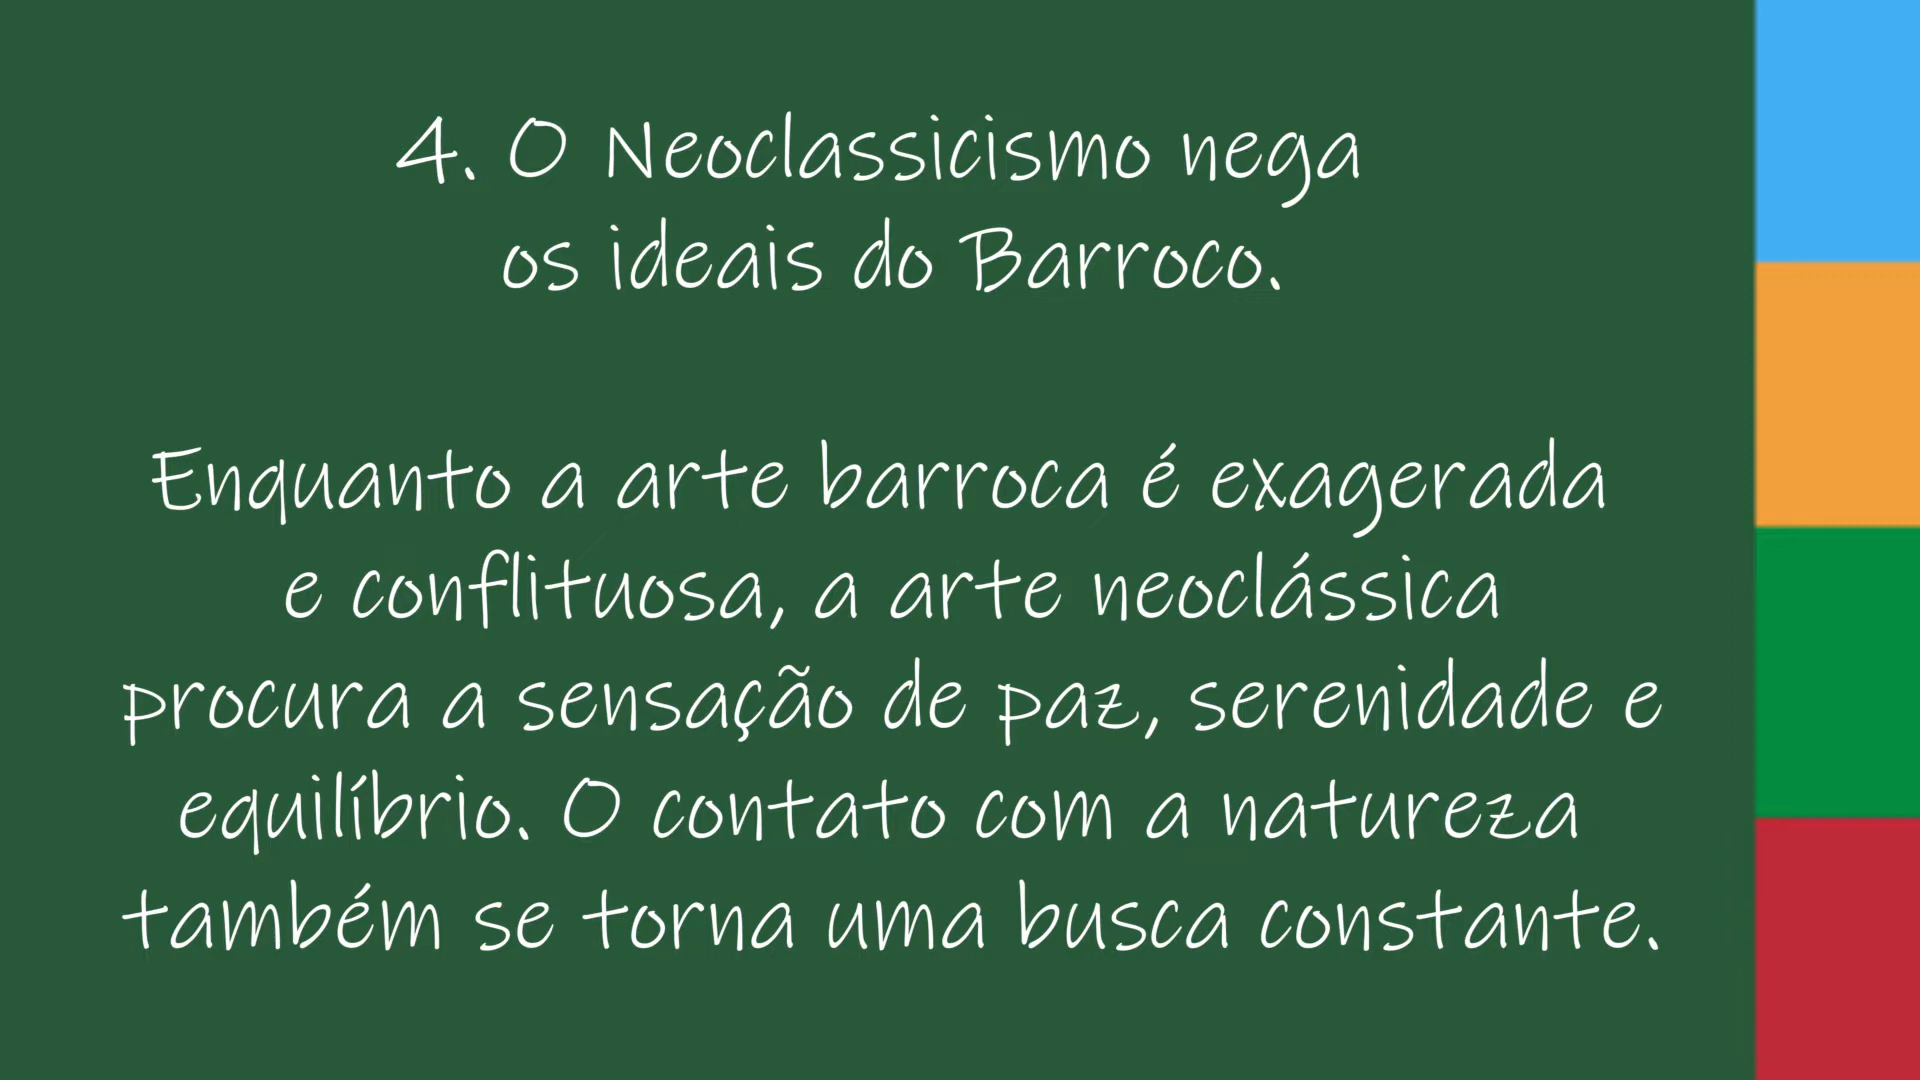 4. O Neoclassicismo nega
os ideais do Barroco.
Enquanto a arte barroca é exagerada
e conflituosa, a arte neoclássica
procura a sensação de paz, serenidade e
equilíbrio. O contato com a natureza
também se torna uma busca constante.